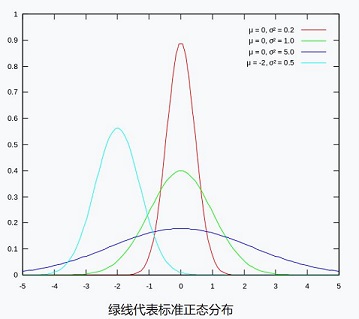 1
0.9
0.8
0.7
0.6
0.5
0.4
0.3
0.2
0.1
0
-5 -4 -3 -2 -1 0 1 2 3 4 5
μ = 0, σ² = 0.2
μ = 0, σ² = 1.0
μ = 0, σ² = 5.0
μ = -2, σ² = 0.5
绿线代表标准正态分布